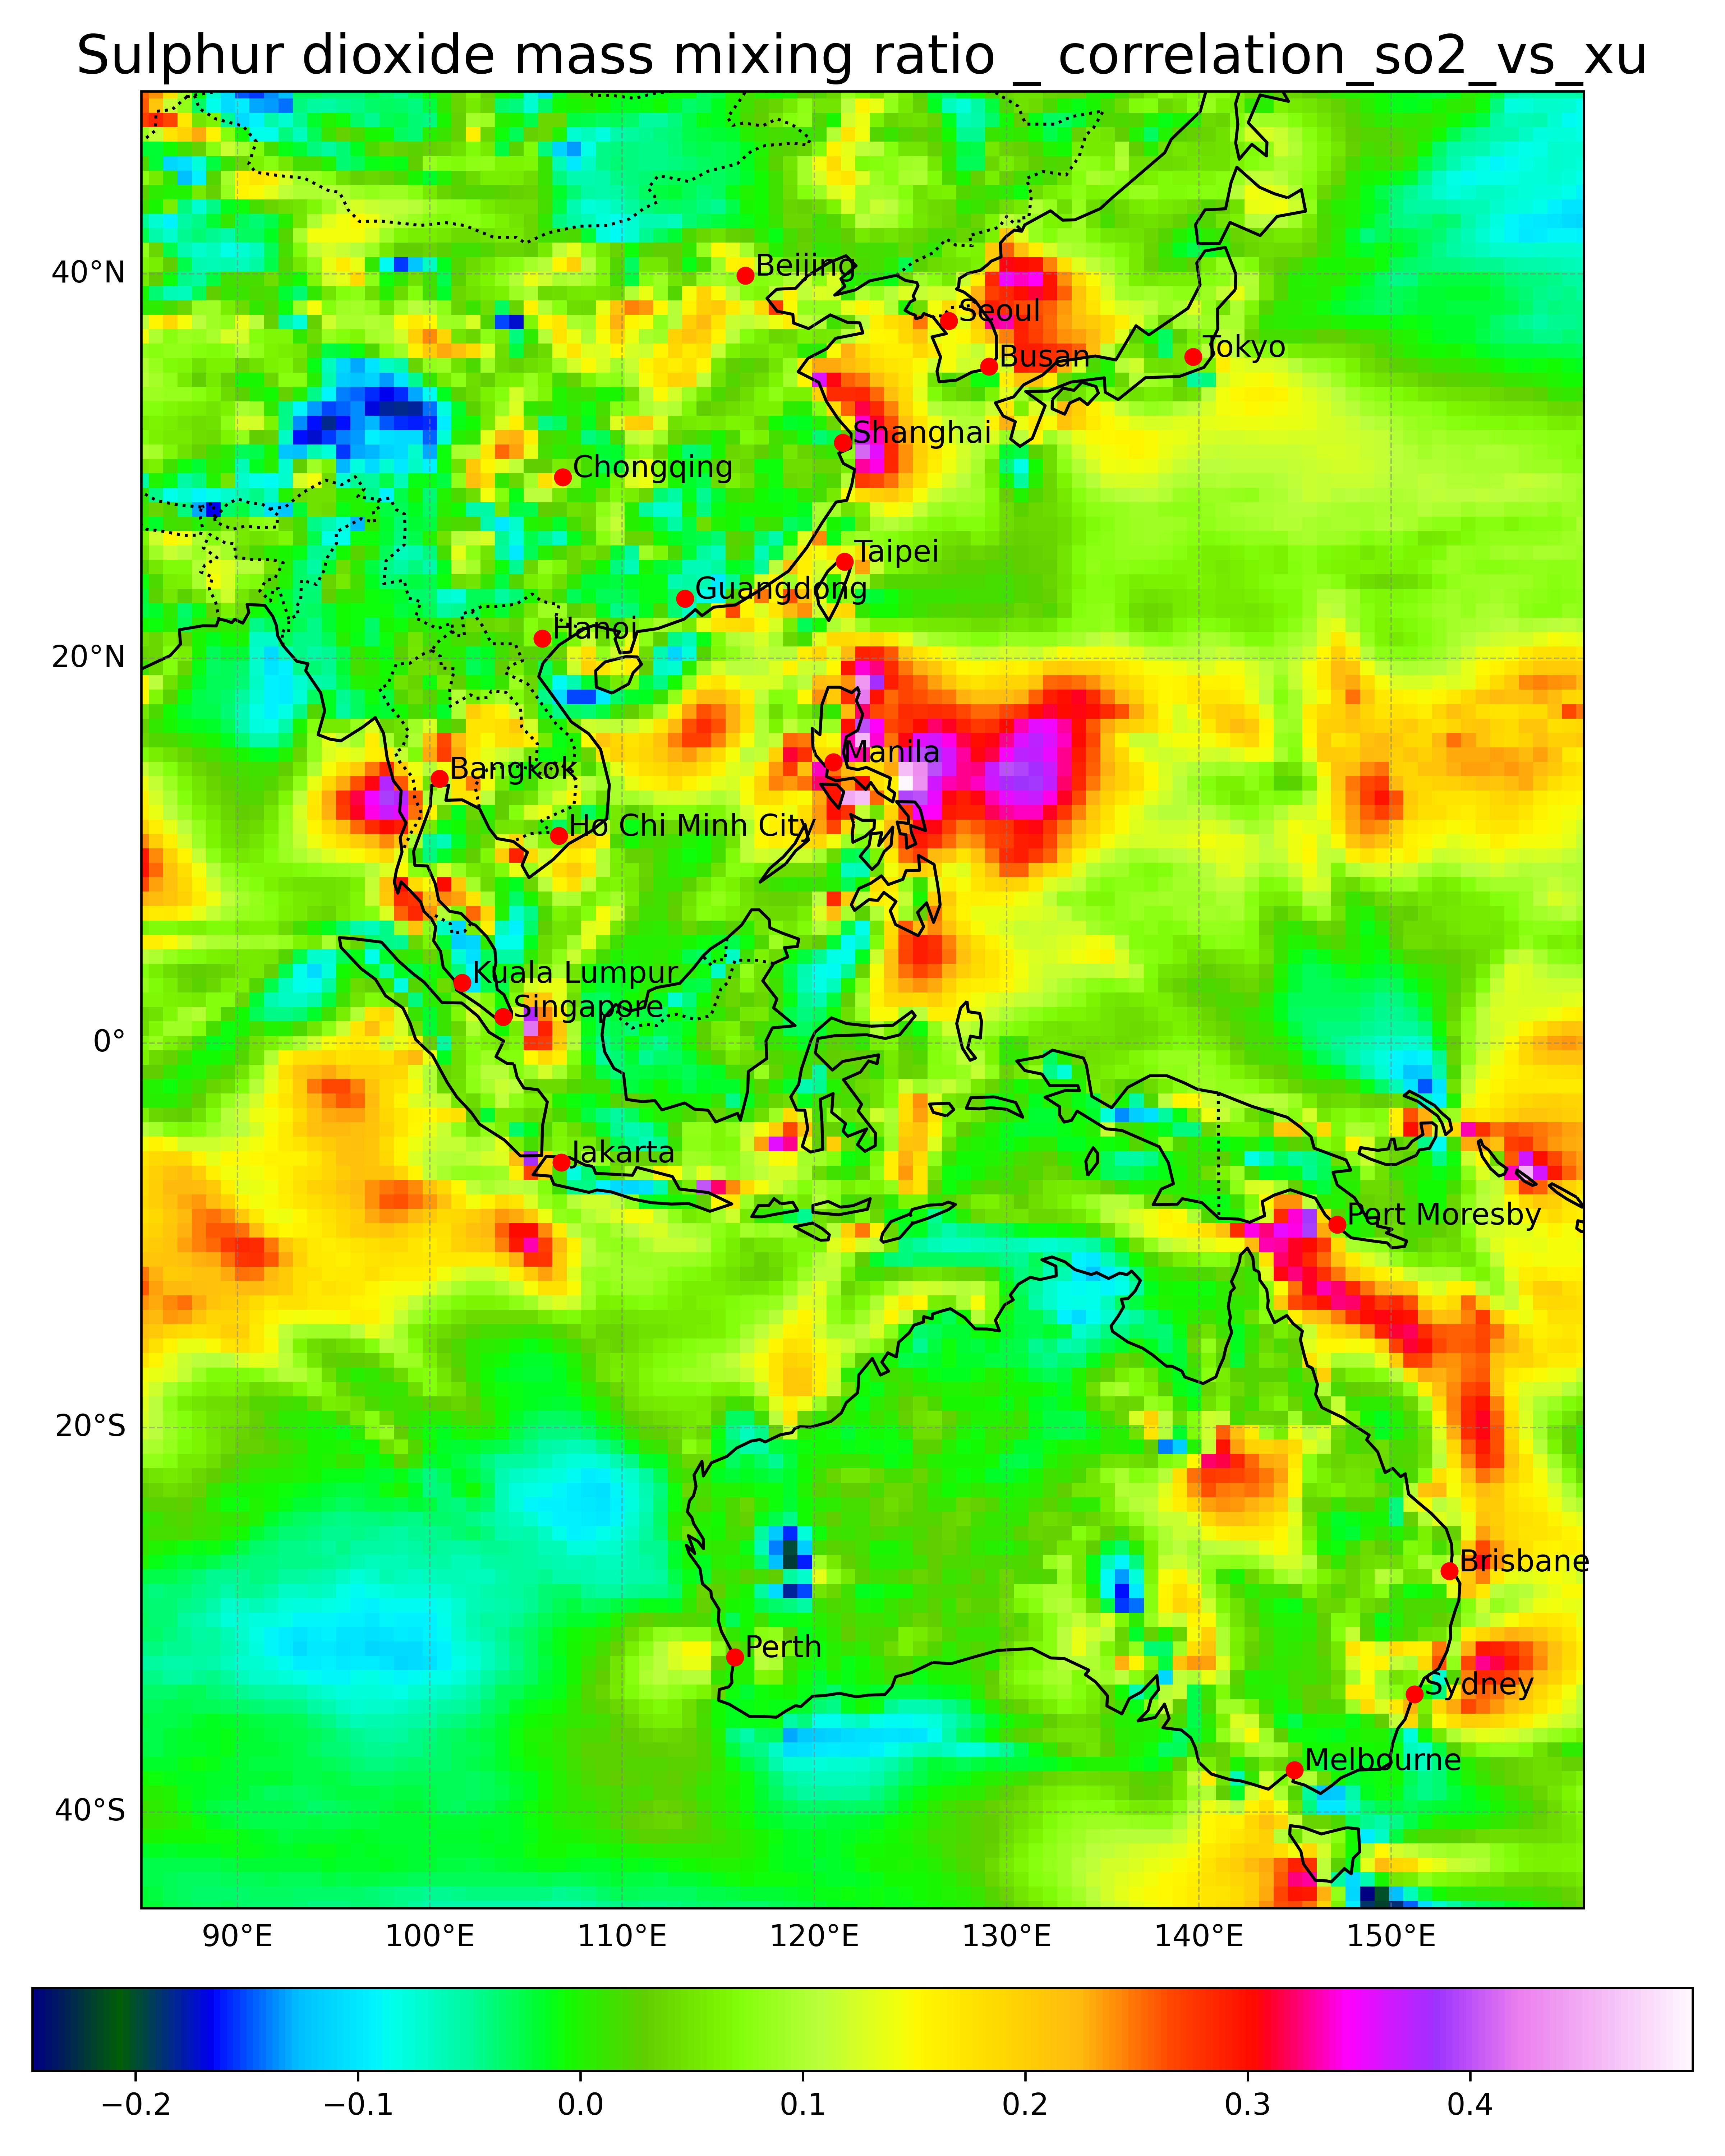 Sulphur dioxide mass mixing ratio _ correlation_so2_vs_xu
40°N
20°N
0°
20°S
40°S
Beijing
Seoul
Tokyo
Busan
Shanghai
Chongqing
Taipei
Guangdong
Hanoi
Manila
Bangkok
Ho Chi Minh City
Kuala Lumpur
Singapore
Jakarta
Port Moresby
Brisbane
Perth
Sydney
Melbourne
90°E 100°E 110°E 120°E 130°E 140°E 150°E
−0.2 −0.1 0.0 0.1 0.2 0.3 0.4